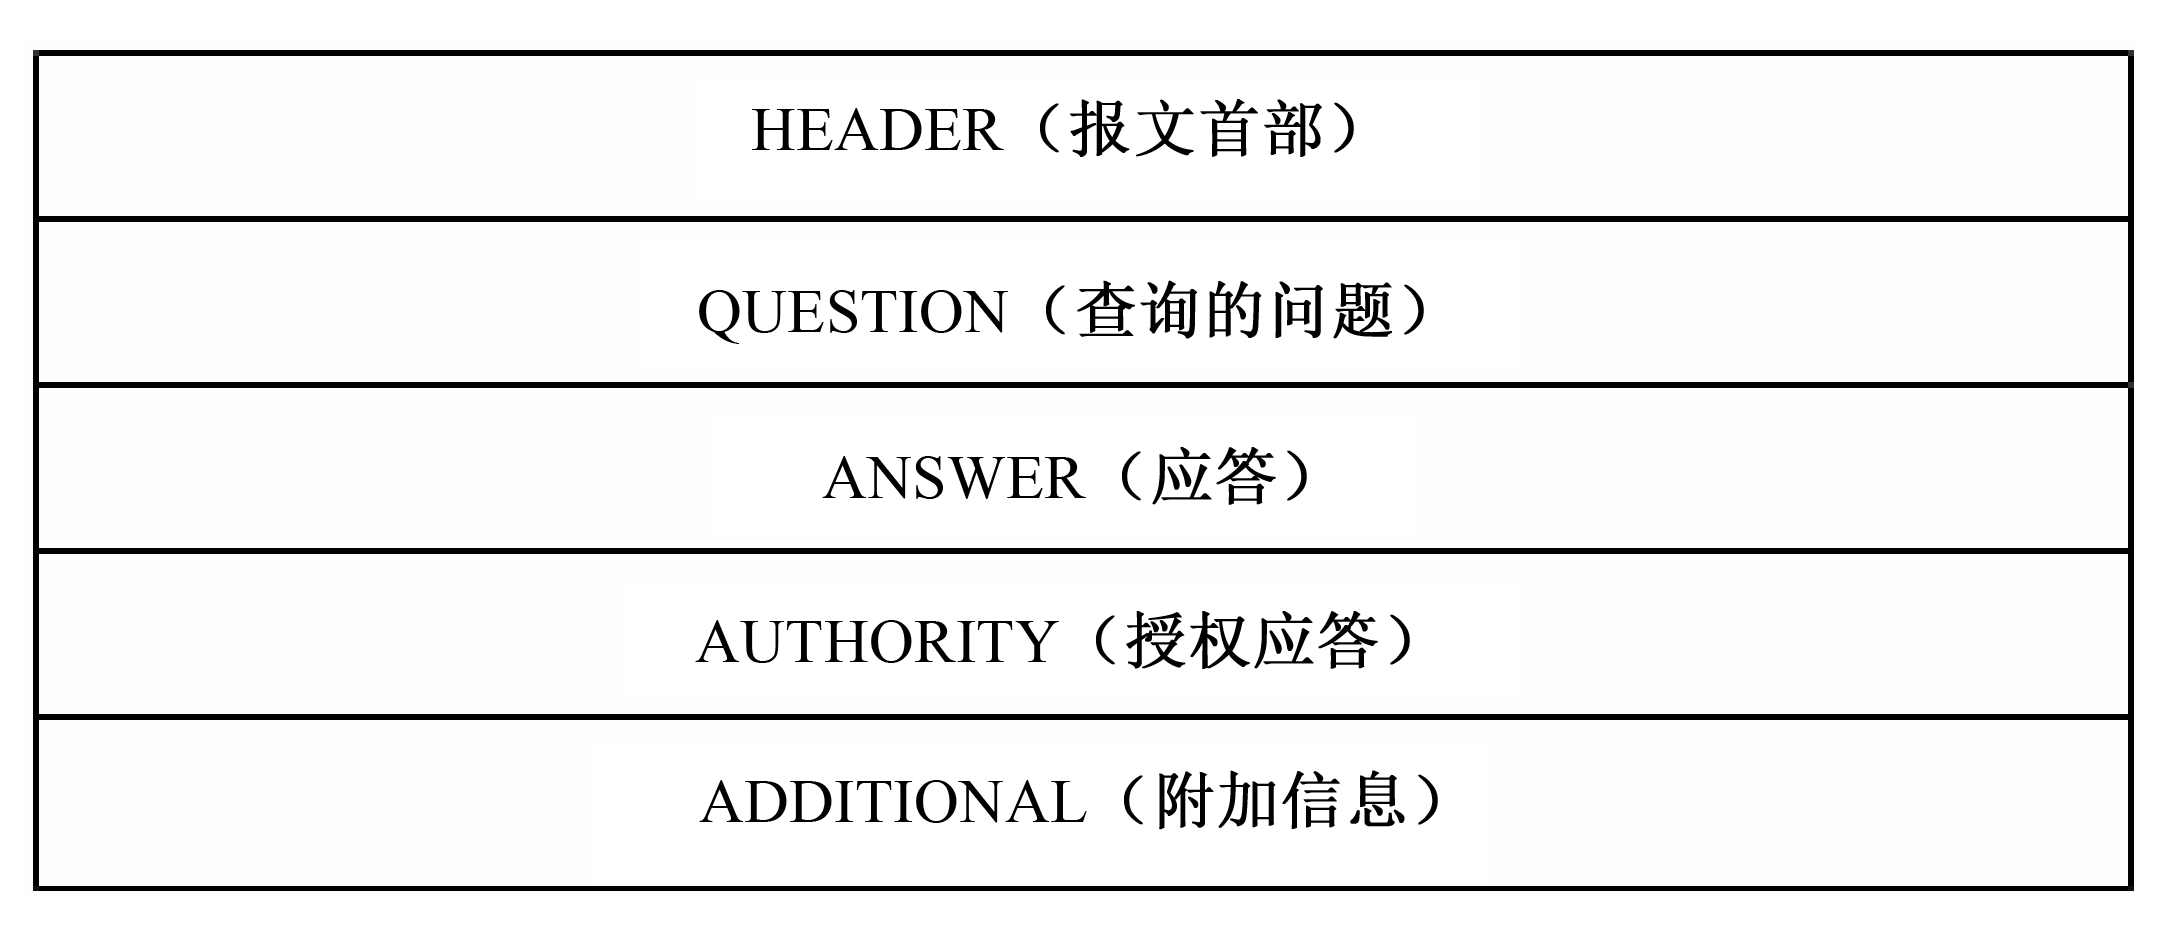 HEADER（报文首部）
QUESTION（查询的问题）
ANSWER（应答）
AUTHORITY（授权应答）
ADDITIONAL（附加信息）